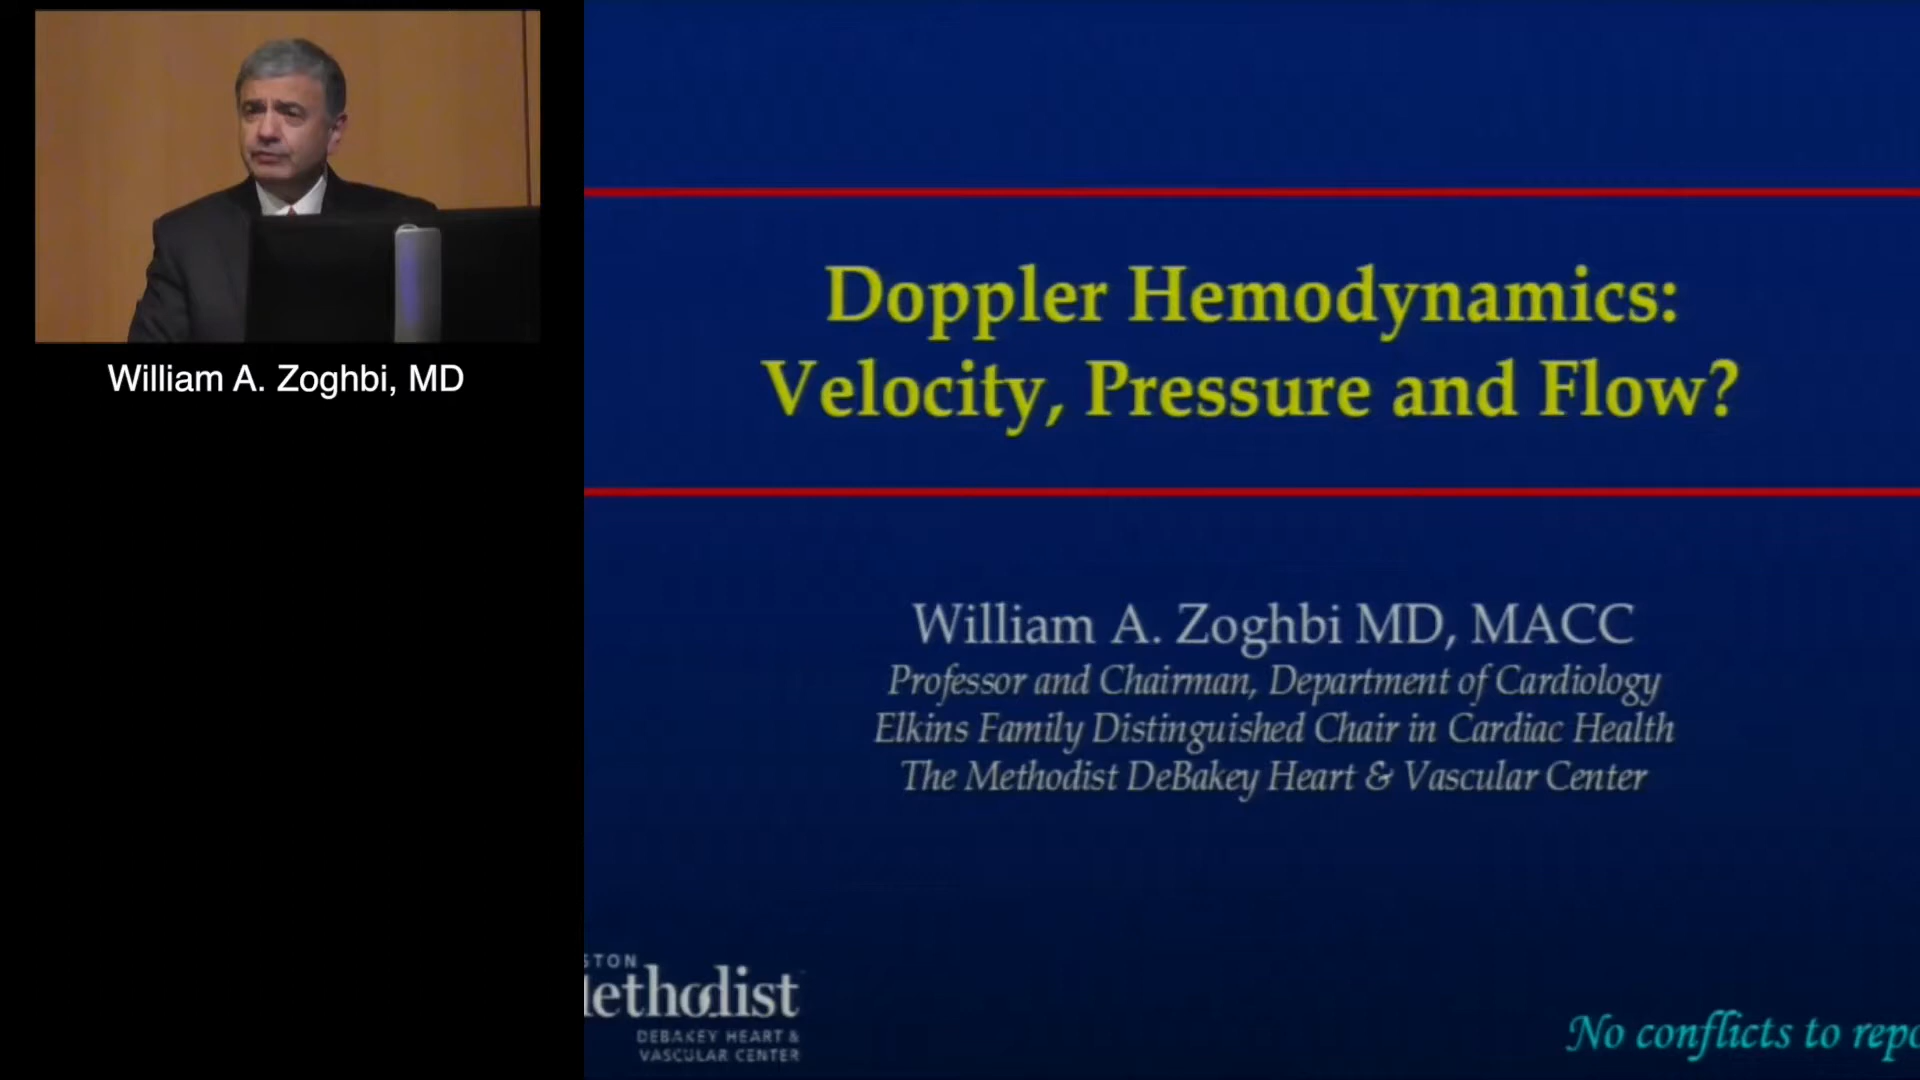 William A. Zoghbi, MD
Doppler Hemodynamics:
Velocity, Pressure and Flow?
William A. Zoghbi MD, MACC
Professor and Chairman, Department of Cardiology
Elkins Family Distinguished Chair in Cardiac Health
The Methodist DeBakey Heart & Vascular Center
STON
ethodist
DEBAKEY HEART &
VASCULAR CENTER
No conflicts to repo